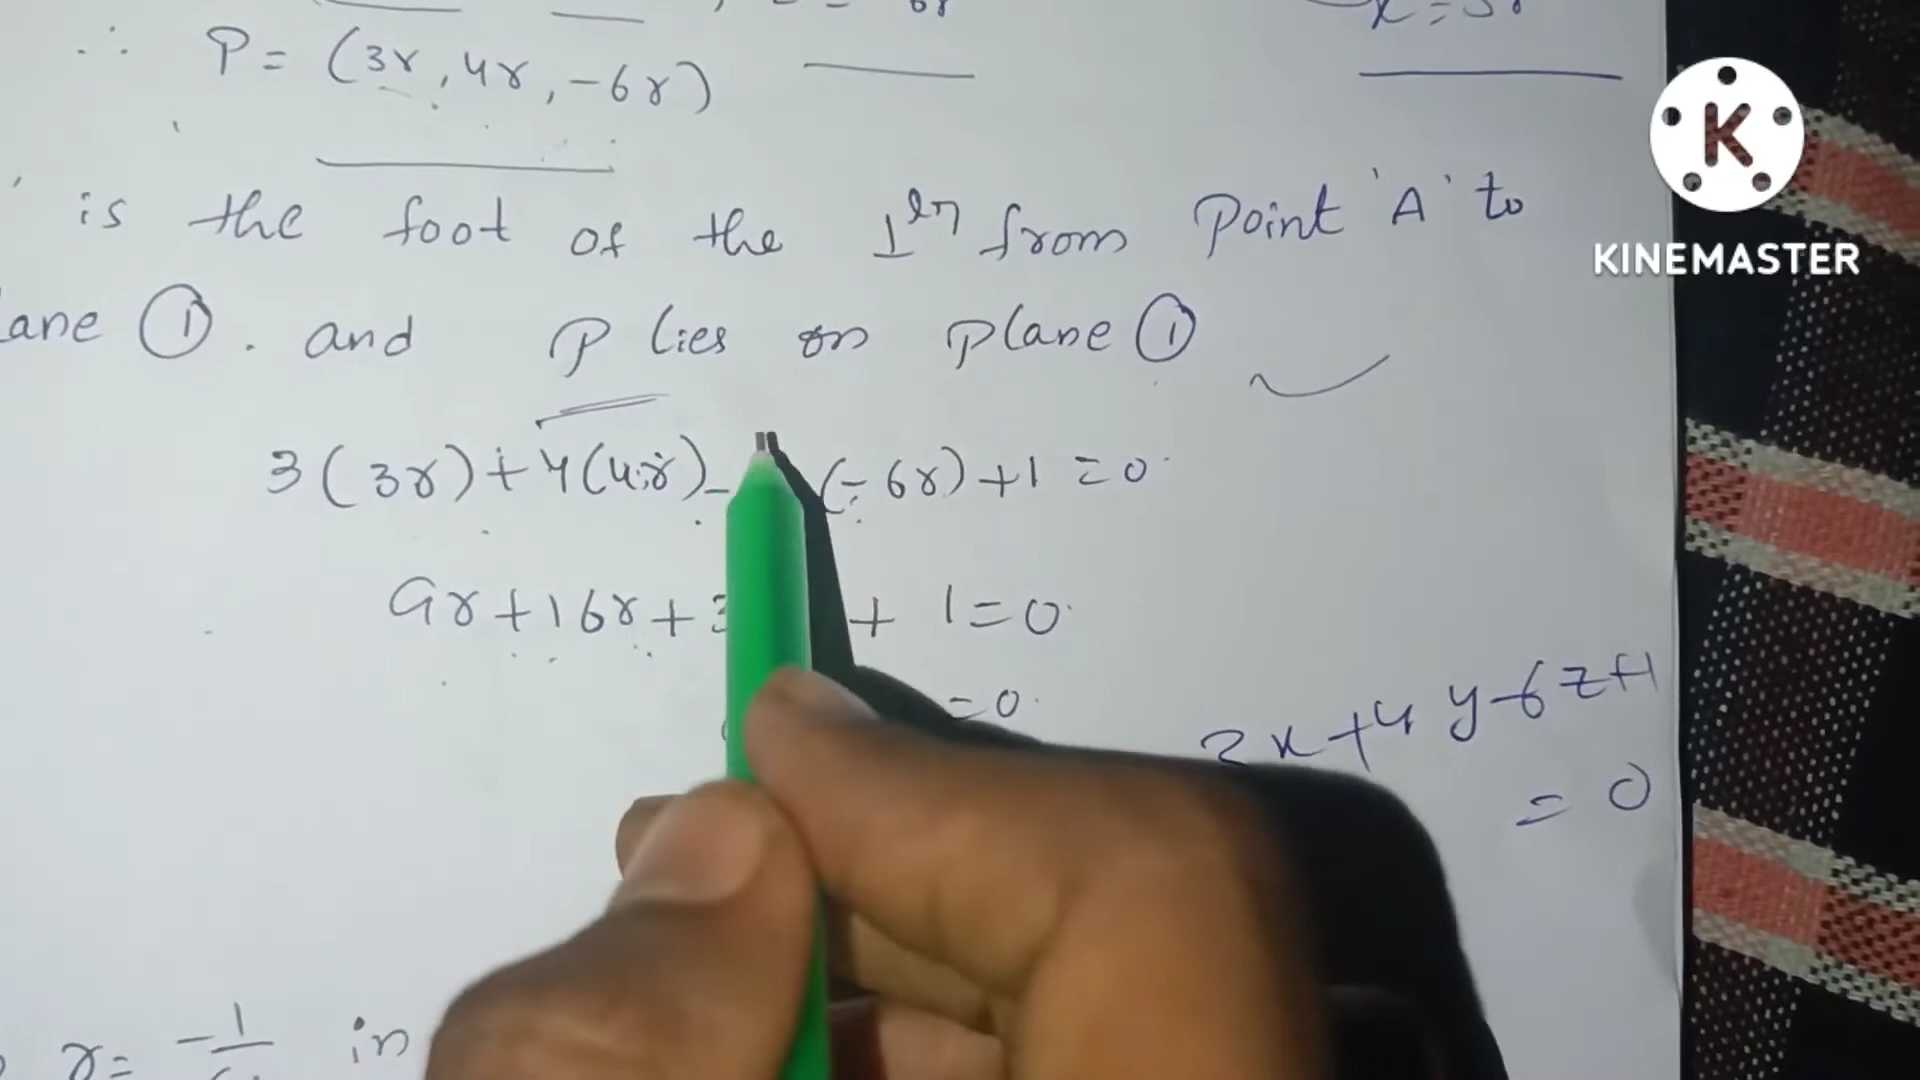 ∴ P = (3r, 4r, -6r)
is the foot of the ⊥ler from Point 'A' to
①. and P lies on plane ①
3(3r)+4(4r)- (-6r)+1=0
9r+16r+3 + 1=0
=0
3x+4y-6z+1
= 0
r= -1 in
K
KINEMASTER